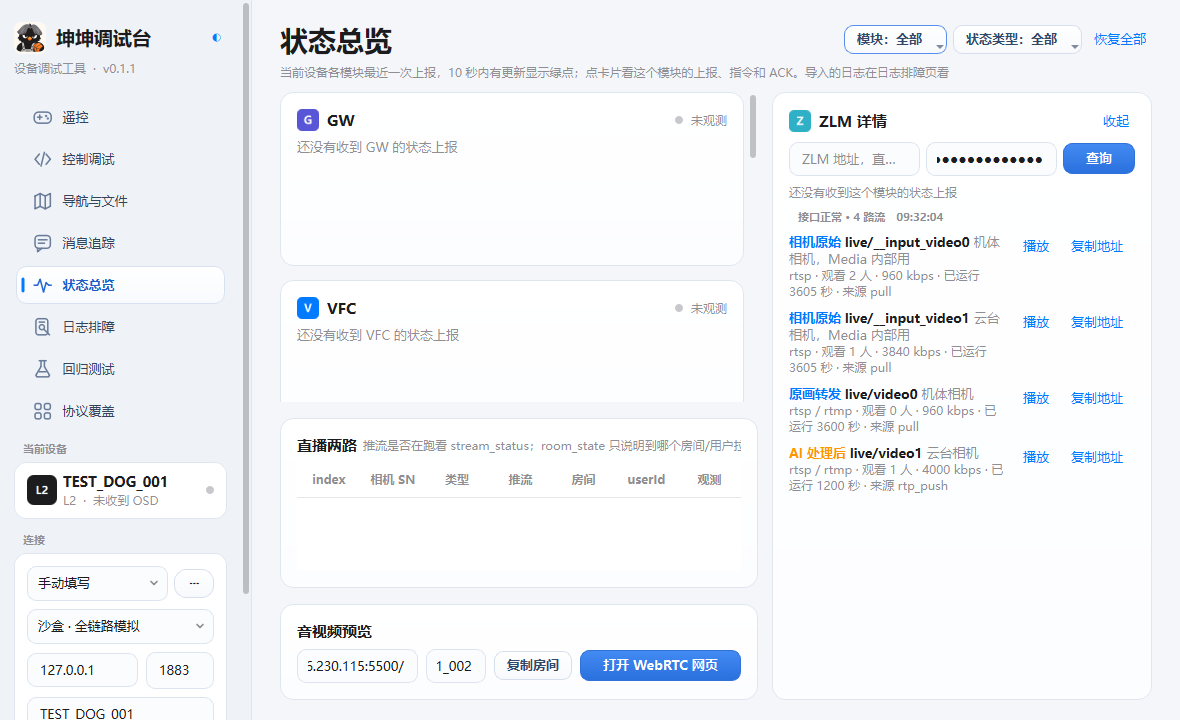 坤坤调试台
设备调试工具 · v0.1.1
遥控
控制调试
导航与文件
消息追踪
状态总览
日志排障
回归测试
协议覆盖
当前设备
L2
TEST_DOG_001
L2 · 未收到 OSD
连接
手动填写
...
沙盒 · 全链路模拟
127.0.0.1
1883
TEST_DOG_001
状态总览
模块：全部
状态类型：全部
恢复全部
当前设备各模块最近一次上报，10 秒内有更新显示绿点；点卡片看这个模块的上报、指令和 ACK。导入的日志在日志排障页看
G
GW
未观测
还没有收到 GW 的状态上报
V
VFC
未观测
还没有收到 VFC 的状态上报
直播两路
推流是否在跑看 stream_status；room_state 只说明到哪个房间/用户
index
相机 SN
类型
推流
房间
userId
观测
音视频预览
5.230.115:5500/
1_002
复制房间
打开 WebRTC 网页
Z
ZLM 详情
收起
ZLM 地址，直...
•••••••••••••
查询
还没有收到这个模块的状态上报
接口正常 • 4 路流 09:32:04
相机原始 live/__input_video0 机体
相机，Media 内部用
rtsp · 观看 2 人 · 960 kbps · 已运行
3605 秒 · 来源 pull
播放
复制地址
相机原始 live/__input_video1 云台
相机，Media 内部用
rtsp · 观看 1 人 · 3840 kbps · 已运行
3605 秒 · 来源 pull
播放
复制地址
原画转发 live/video0 机体相机
rtsp / rtmp · 观看 0 人 · 960 kbps · 已
运行 3600 秒 · 来源 pull
播放
复制地址
AI 处理后 live/video1 云台相机
rtsp / rtmp · 观看 1 人 · 4000 kbps · 已
运行 1200 秒 · 来源 rtp_push
播放
复制地址